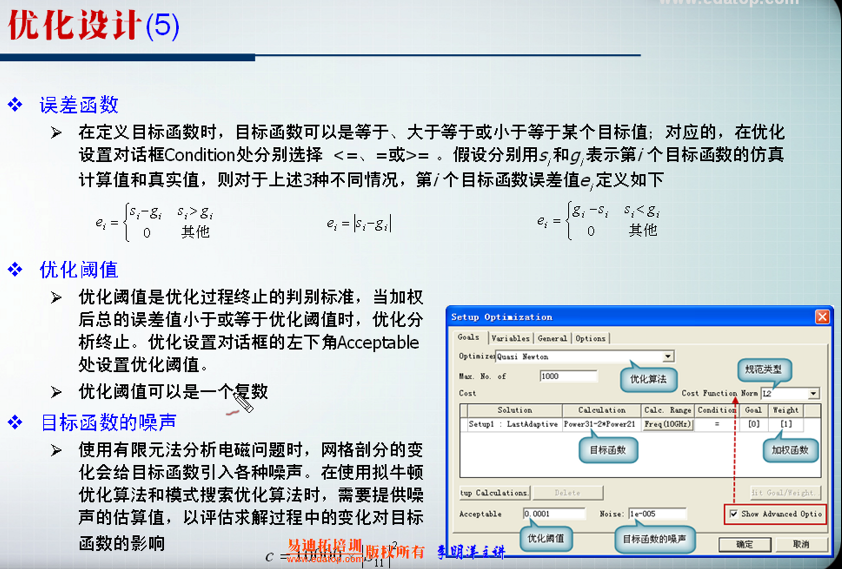 www.edatop.com
优化设计(5)
❖ 误差函数
➢ 在定义目标函数时，目标函数可以是等于、大于等于或小于等于某个目标值；对应的，在优化
设置对话框Condition处分别选择 <=、=或>= 。假设分别用si和gi表示第i个目标函数的仿真
计算值和真实值，则对于上述3种不同情况，第i个目标函数误差值ei定义如下
ei = { si-gi si>gi
0 其他
ei = |si-gi|
ei = { gi-si si<gi
0 其他
❖ 优化阈值
➢ 优化阈值是优化过程终止的判别标准，当加权
后总的误差值小于或等于优化阈值时，优化分
析终止。优化设置对话框的左下角Acceptable
处设置优化阈值。
➢ 优化阈值可以是一个复数
❖ 目标函数的噪声
➢ 使用有限元法分析电磁问题时，网格剖分的变
化会给目标函数引入各种噪声。在使用拟牛顿
优化算法和模式搜索优化算法时，需要提供噪
声的估算值，以评估求解过程中的变化对目标
函数的影响
Setup Optimization
Goals Variables General Options
Optimizer Quasi Newton
优化算法
规范类型
Max. No. of 1000
Cost
Cost Function Norm L2
Solution Calculation Calc. Range Condition Goal Weight
Setup1 : LastAdaptive Power31-2*Power21 Freq(10GHz) = [0] [1]
目标函数
加权函数
tup Calculations. Delete
Edit Goal/Weight.
Acceptable 0.0001 Noise: 1e-005 Show Advanced Optio
优化阈值
目标函数的噪声
确定 取消
易迪拓培训 版权所有 李明洋主讲
www.edatop.com